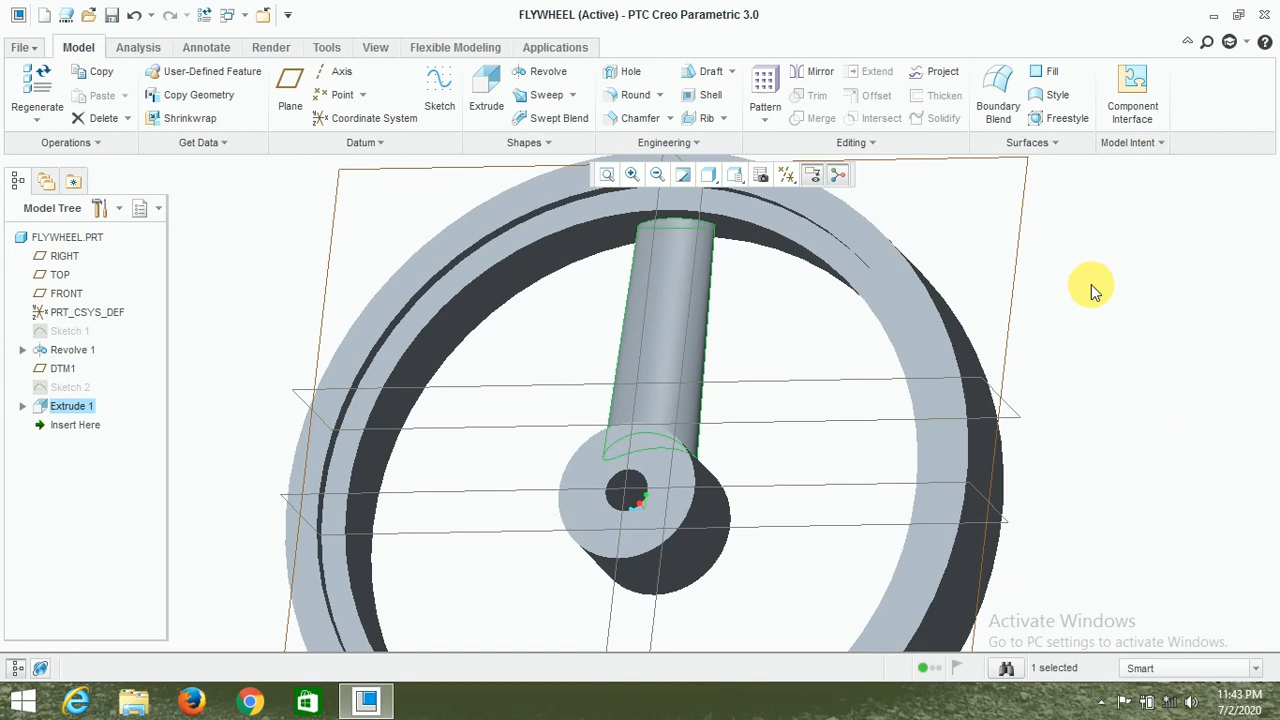 FLYWHEEL (Active) - PTC Creo Parametric 3.0
File Model Analysis Annotate Render Tools View Flexible Modeling Applications
Regenerate
Copy
Paste
Delete
Operations
User-Defined Feature
Copy Geometry
Shrinkwrap
Get Data
Plane
Axis
Point
Coordinate System
Sketch
Datum
Extrude
Revolve
Sweep
Swept Blend
Shapes
Hole
Round
Chamfer
Draft
Shell
Rib
Engineering
Pattern
Mirror
Trim
Merge
Extend
Offset
Intersect
Project
Thicken
Solidify
Editing
Boundary
Blend
Fill
Style
Freestyle
Surfaces
Component
Interface
Model Intent
Model Tree
FLYWHEEL.PRT
RIGHT
TOP
FRONT
PRT_CSYS_DEF
Sketch 1
Revolve 1
DTM1
Sketch 2
Extrude 1
Insert Here
Activate Windows
Go to PC settings to activate Windows.
1 selected
Smart
11:43 PM
7/2/2020